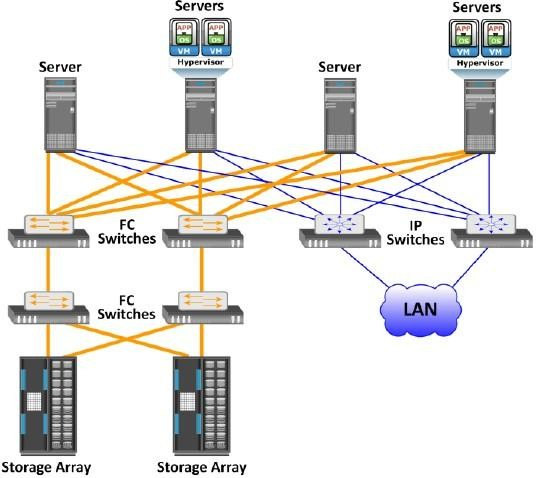 Servers
APP
OS
VM
APP
OS
VM
Hypervisor
Servers
APP
OS
VM
APP
OS
VM
Hypervisor
Server
Server
FC
Switches
IP
Switches
FC
Switches
LAN
Storage Array
Storage Array